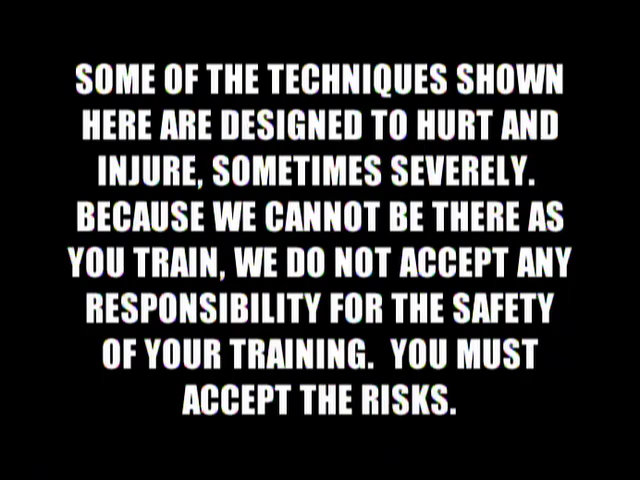 SOME OF THE TECHNIQUES SHOWN
HERE ARE DESIGNED TO HURT AND
INJURE, SOMETIMES SEVERELY.
BECAUSE WE CANNOT BE THERE AS
YOU TRAIN, WE DO NOT ACCEPT ANY
RESPONSIBILITY FOR THE SAFETY
OF YOUR TRAINING.  YOU MUST
ACCEPT THE RISKS.